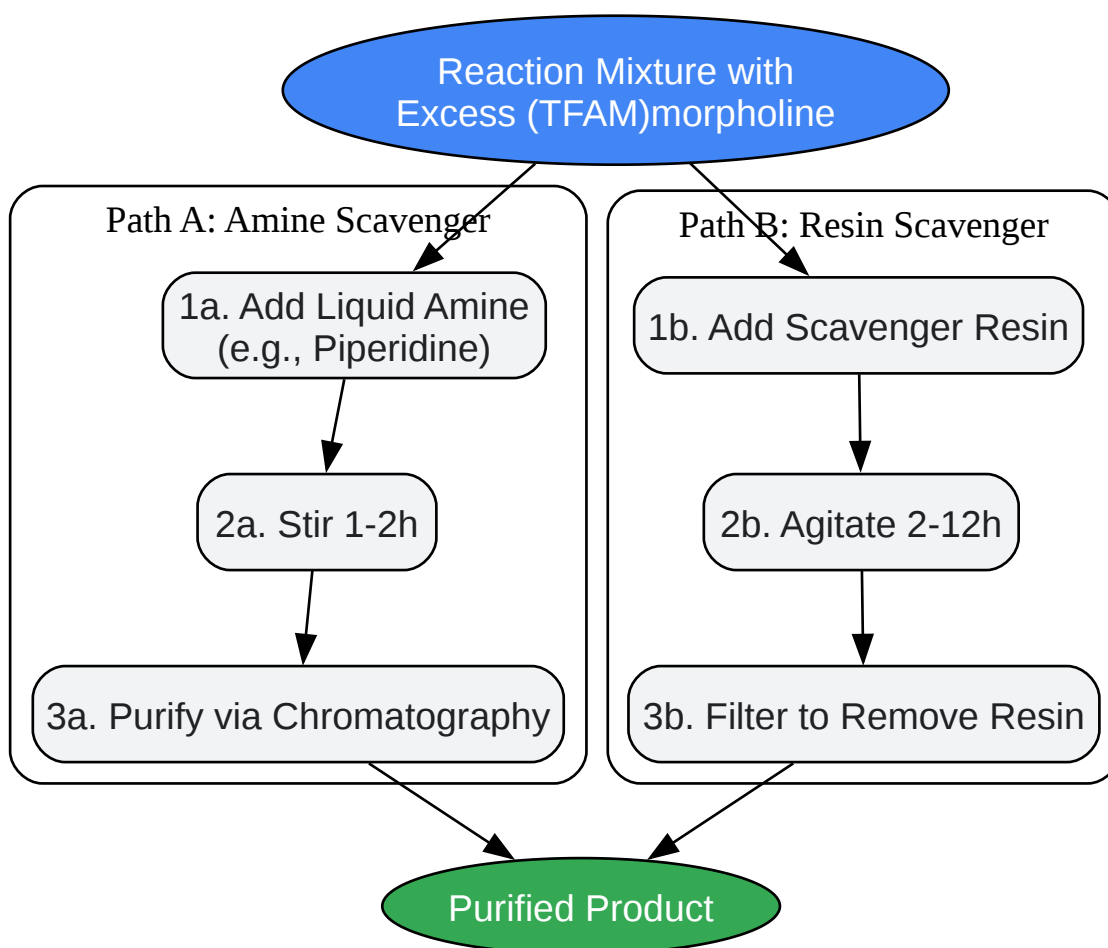 Reaction Mixture with
Excess (TFAM)morpholine
Path A: Amine Scavenger
1a. Add Liquid Amine
(e.g., Piperidine)
2a. Stir 1-2h
3a. Purify via Chromatography
Path B: Resin Scavenger
1b. Add Scavenger Resin
2b. Agitate 2-12h
3b. Filter to Remove Resin
Purified Product